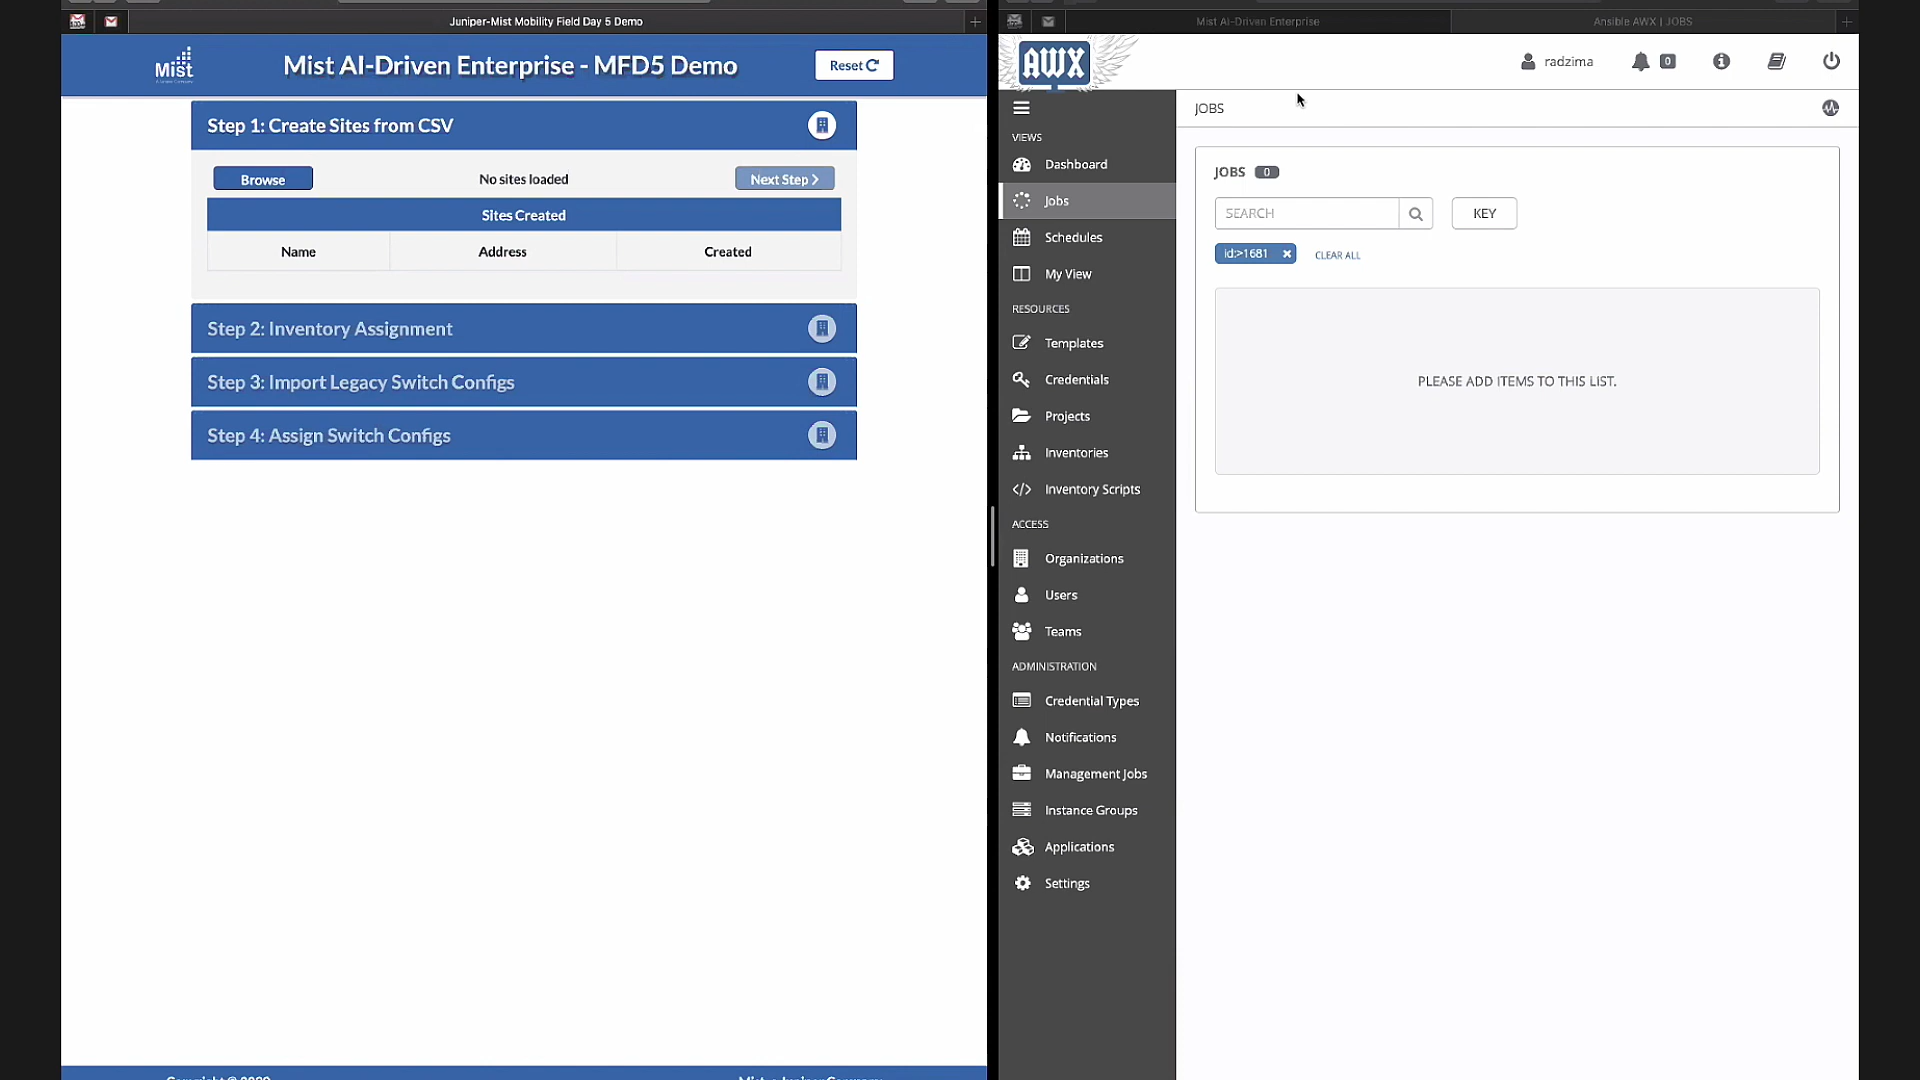 Juniper-Mist Mobility Field Day 5 Demo
Mist
Mist AI-Driven Enterprise - MFD5 Demo
Reset
Step 1: Create Sites from CSV
Browse
No sites loaded
Next Step
Sites Created
Name
Address
Created
Step 2: Inventory Assignment
Step 3: Import Legacy Switch Configs
Step 4: Assign Switch Configs
Mist AI-Driven Enterprise
Ansible AWX | JOBS
AWX
radzima
0
VIEWS
Dashboard
Jobs
Schedules
My View
RESOURCES
Templates
Credentials
Projects
Inventories
Inventory Scripts
ACCESS
Organizations
Users
Teams
ADMINISTRATION
Credential Types
Notifications
Management Jobs
Instance Groups
Applications
Settings
JOBS
JOBS 0
SEARCH
KEY
id:>1681
CLEAR ALL
PLEASE ADD ITEMS TO THIS LIST.